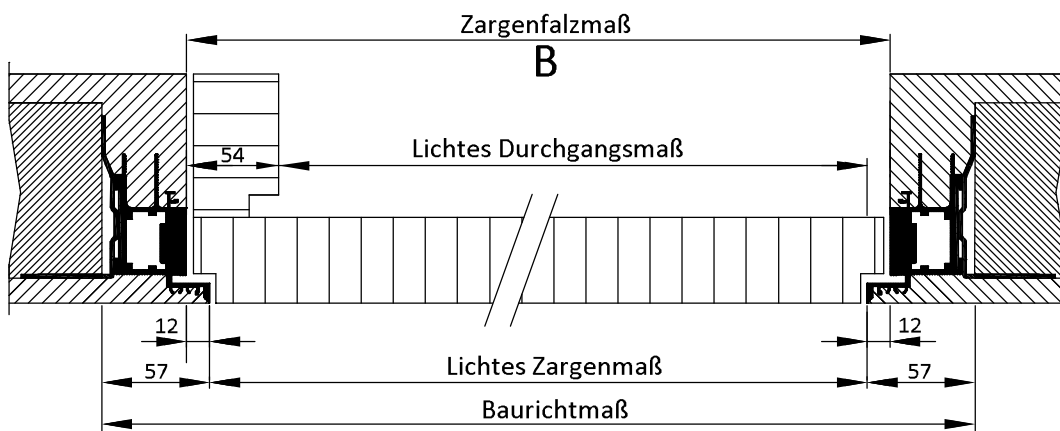 Zargenfalzmaß
B
54
Lichtes Durchgangsmaß
12
12
57
Lichtes Zargenmaß
57
Baurichtmaß